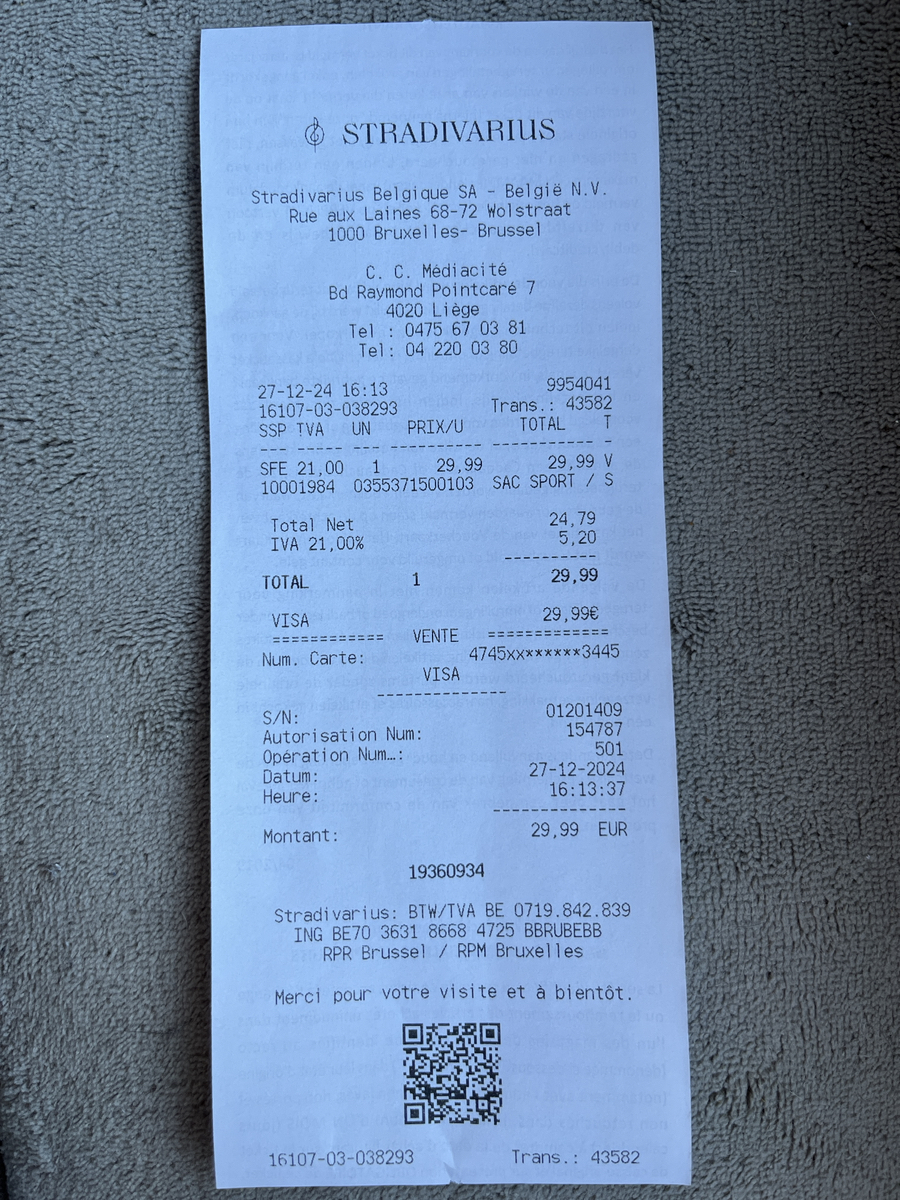 STRADIVARIUS
Stradivarius Belgique SA - België N.V.
Rue aux Laines 68-72 Wolstraat
1000 Bruxelles- Brussel
C. C. Médiacité
Bd Raymond Pointcaré 7
4020 Liège
Tel : 0475 67 03 81
Tel: 04 220 03 80
27-12-24 16:13 9954041
16107-03-038293 Trans.: 43582
SSP TVA UN PRIX/U TOTAL T
--- ----- --- ---------- ----------- -
SFE 21,00 1 29,99 29,99 V
10001984 0355371500103 SAC SPORT / S
Total Net 24,79
IVA 21,00% 5,20
----------
TOTAL 1 29,99
VISA 29,99€
============ VENTE =============
Num. Carte: 4745xx******3445
VISA
--------------
S/N: 01201409
Autorisation Num: 154787
Opération Num…: 501
Datum: 27-12-2024
Heure: 16:13:37
---------------
Montant: 29,99 EUR
19360934
Stradivarius: BTW/TVA BE 0719.842.839
ING BE70 3631 8668 4725 BBRUBEBB
RPR Brussel / RPM Bruxelles
Merci pour votre visite et à bientôt.
16107-03-038293 Trans.: 43582